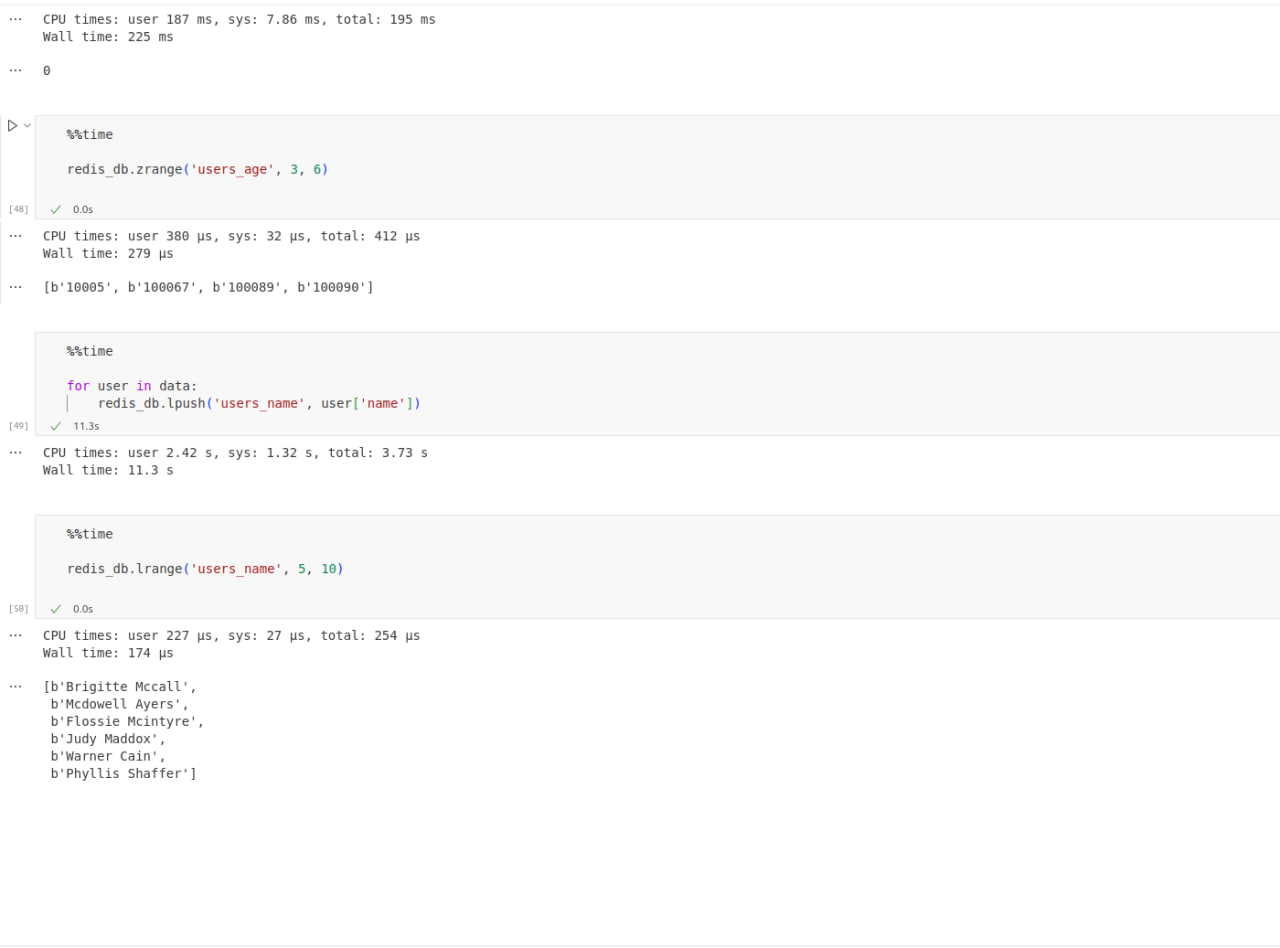 ... CPU times: user 187 ms, sys: 7.86 ms, total: 195 ms
Wall time: 225 ms
... 0
%%time
redis_db.zrange('users_age', 3, 6)
[48] ✓ 0.0s
... CPU times: user 380 µs, sys: 32 µs, total: 412 µs
Wall time: 279 µs
... [b'10005', b'100067', b'100089', b'100090']
%%time
for user in data:
    redis_db.lpush('users_name', user['name'])
[49] ✓ 11.3s
... CPU times: user 2.42 s, sys: 1.32 s, total: 3.73 s
Wall time: 11.3 s
%%time
redis_db.lrange('users_name', 5, 10)
[50] ✓ 0.0s
... CPU times: user 227 µs, sys: 27 µs, total: 254 µs
Wall time: 174 µs
... [b'Brigitte Mccall',
 b'Mcdowell Ayers',
 b'Flossie Mcintyre',
 b'Judy Maddox',
 b'Warner Cain',
 b'Phyllis Shaffer']